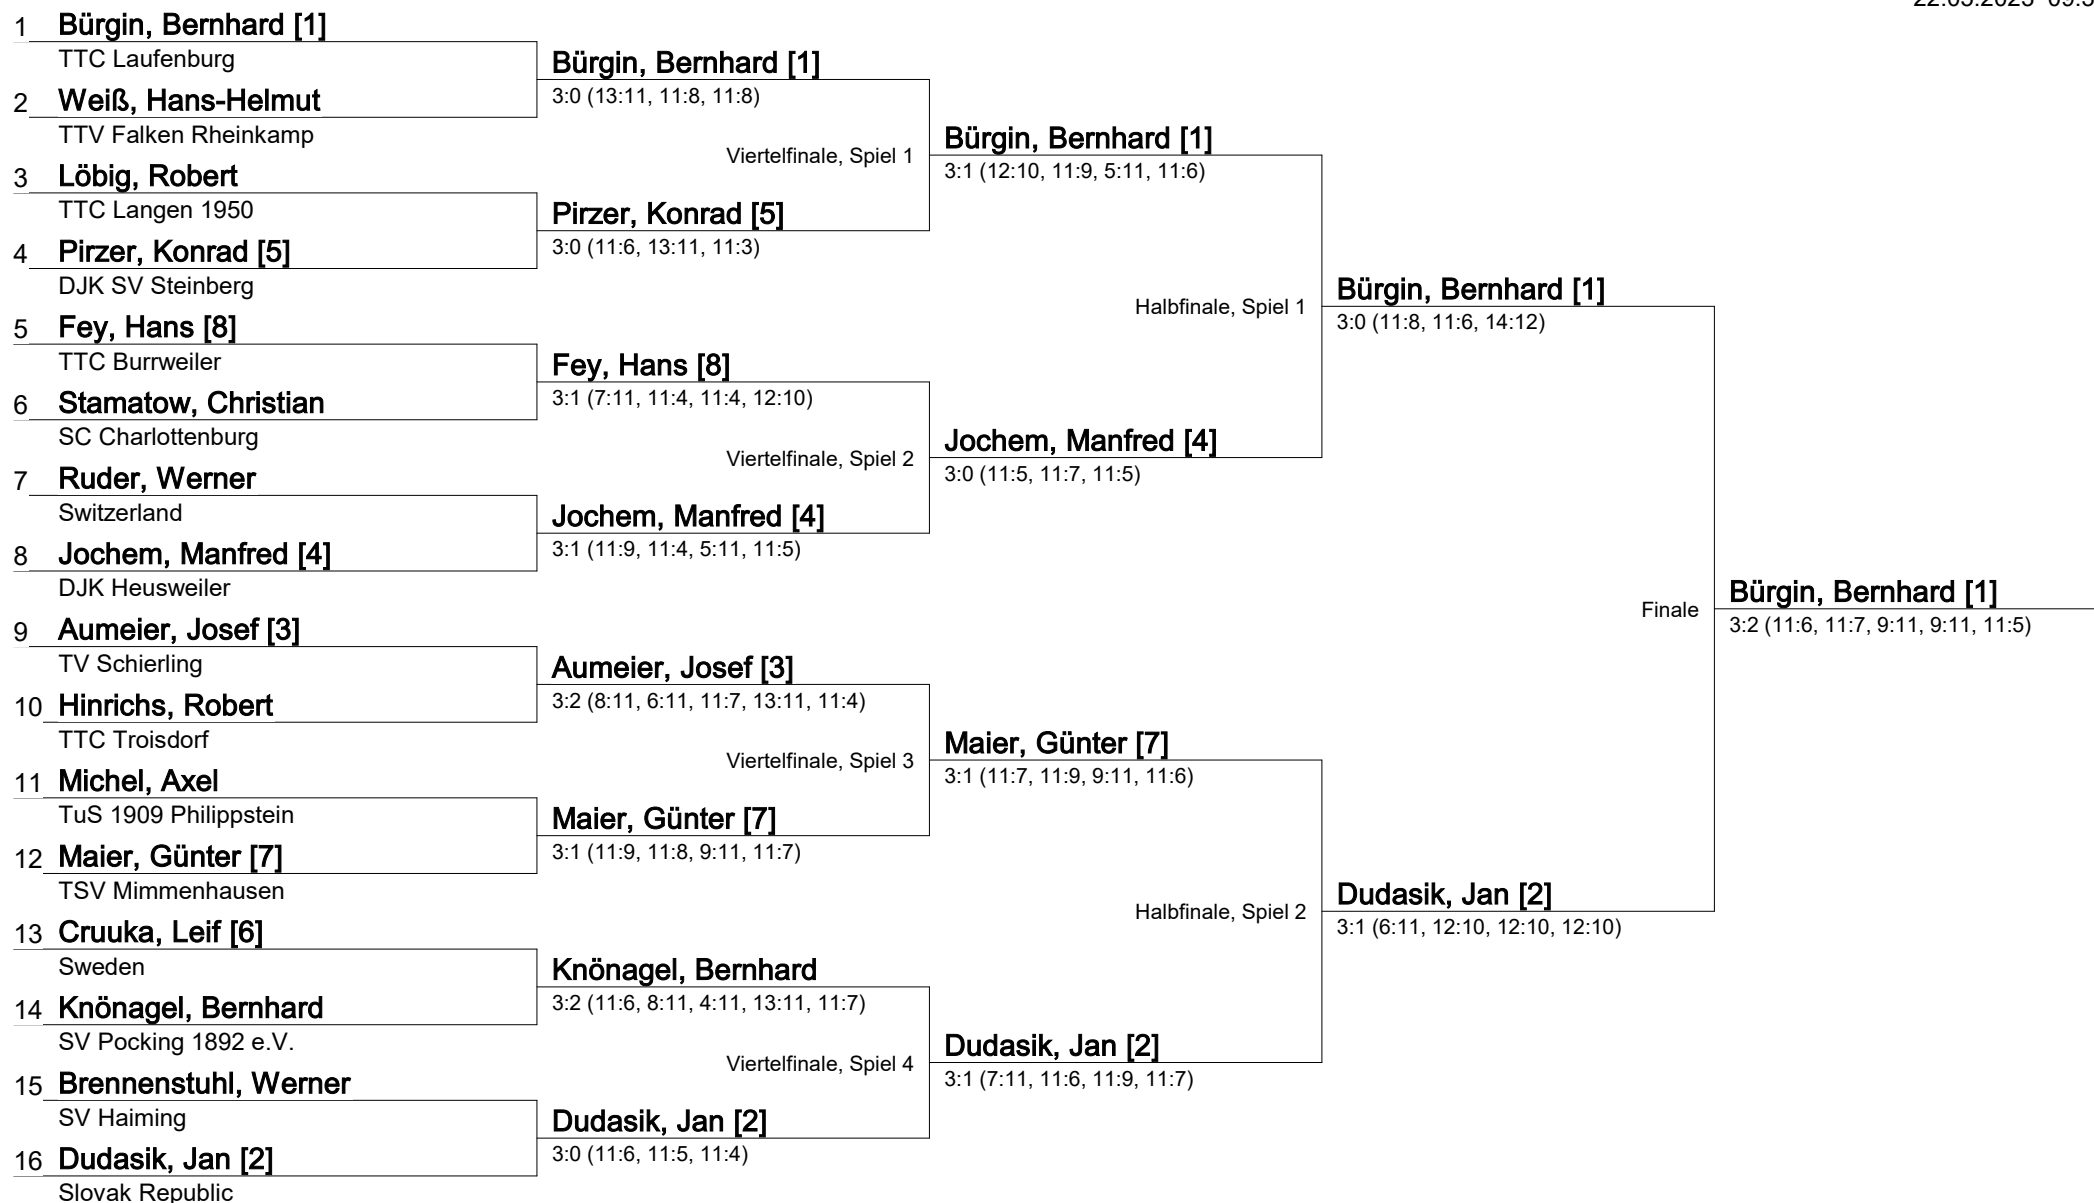 1 Bürgin, Bernhard [1]
TTC Laufenburg
2 Weiß, Hans-Helmut
TTV Falken Rheinkamp
3 Löbig, Robert
TTC Langen 1950
4 Pirzer, Konrad [5]
DJK SV Steinberg
5 Fey, Hans [8]
TTC Burrweiler
6 Stamatow, Christian
SC Charlottenburg
7 Ruder, Werner
Switzerland
8 Jochem, Manfred [4]
DJK Heusweiler
9 Aumeier, Josef [3]
TV Schierling
10 Hinrichs, Robert
TTC Troisdorf
11 Michel, Axel
TuS 1909 Philippstein
12 Maier, Günter [7]
TSV Mimmenhausen
13 Cruuka, Leif [6]
Sweden
14 Knönagel, Bernhard
SV Pocking 1892 e.V.
15 Brennenstuhl, Werner
SV Haiming
16 Dudasik, Jan [2]
Slovak Republic
Bürgin, Bernhard [1]
3:0 (13:11, 11:8, 11:8)
Viertelfinale, Spiel 1
Pirzer, Konrad [5]
3:0 (11:6, 13:11, 11:3)
Fey, Hans [8]
3:1 (7:11, 11:4, 11:4, 12:10)
Viertelfinale, Spiel 2
Jochem, Manfred [4]
3:1 (11:9, 11:4, 5:11, 11:5)
Aumeier, Josef [3]
3:2 (8:11, 6:11, 11:7, 13:11, 11:4)
Viertelfinale, Spiel 3
Maier, Günter [7]
3:1 (11:9, 11:8, 9:11, 11:7)
Knönagel, Bernhard
3:2 (11:6, 8:11, 4:11, 13:11, 11:7)
Viertelfinale, Spiel 4
Dudasik, Jan [2]
3:0 (11:6, 11:5, 11:4)
Bürgin, Bernhard [1]
3:1 (12:10, 11:9, 5:11, 11:6)
Halbfinale, Spiel 1
Jochem, Manfred [4]
3:0 (11:5, 11:7, 11:5)
Maier, Günter [7]
3:1 (11:7, 11:9, 9:11, 11:6)
Halbfinale, Spiel 2
Dudasik, Jan [2]
3:1 (7:11, 11:6, 11:9, 11:7)
Bürgin, Bernhard [1]
3:0 (11:8, 11:6, 14:12)
Finale
Dudasik, Jan [2]
3:1 (6:11, 12:10, 12:10, 12:10)
Bürgin, Bernhard [1]
3:2 (11:6, 11:7, 9:11, 9:11, 11:5)